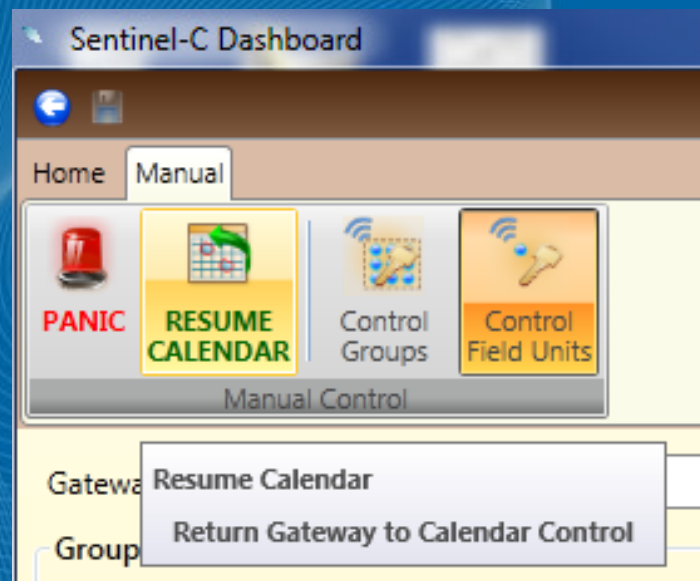 Sentinel-C Dashboard
Home Manual
PANIC RESUME CALENDAR Control Groups Control Field Units
Manual Control
Gatewa
Resume Calendar
Return Gateway to Calendar Control
Group